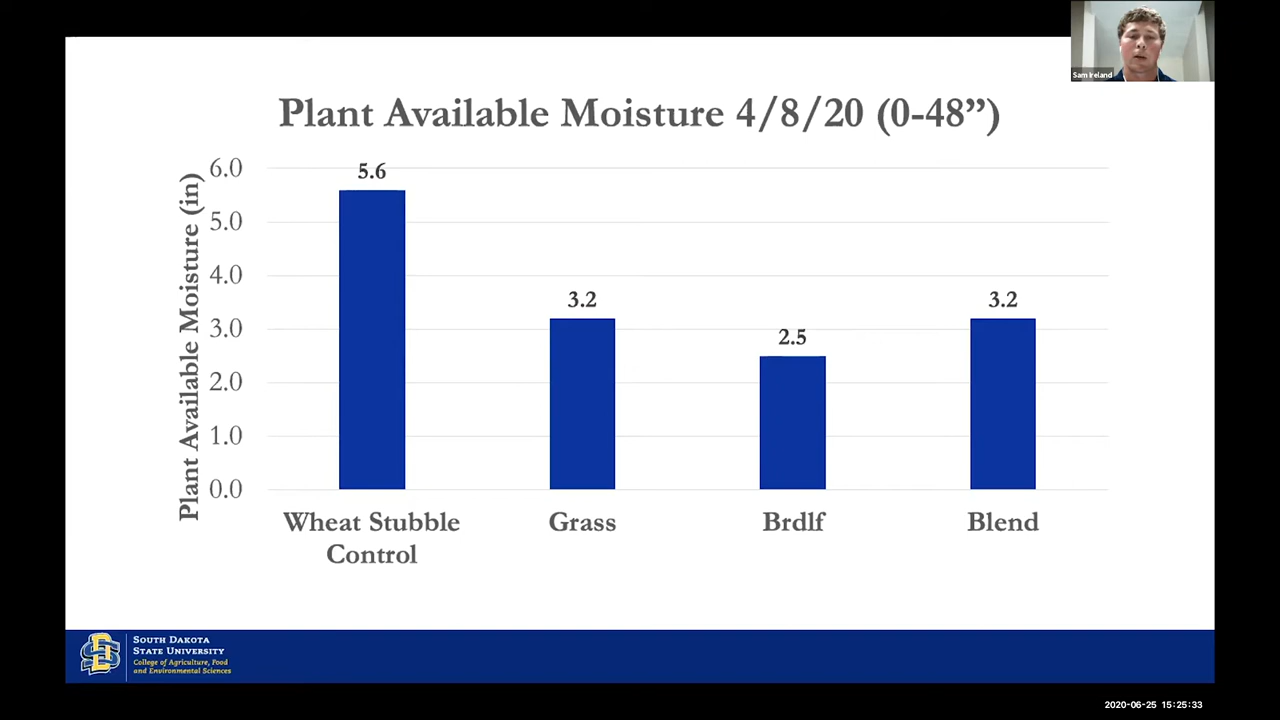 Sam Ireland
Plant Available Moisture 4/8/20 (0-48”)
Plant Available Moisture (in)
6.0
5.0
4.0
3.0
2.0
1.0
0.0
5.6
3.2
2.5
3.2
Wheat Stubble
Control
Grass
Brdlf
Blend
South Dakota
State University
College of Agriculture, Food
and Environmental Sciences
2020-06-25 15:25:33